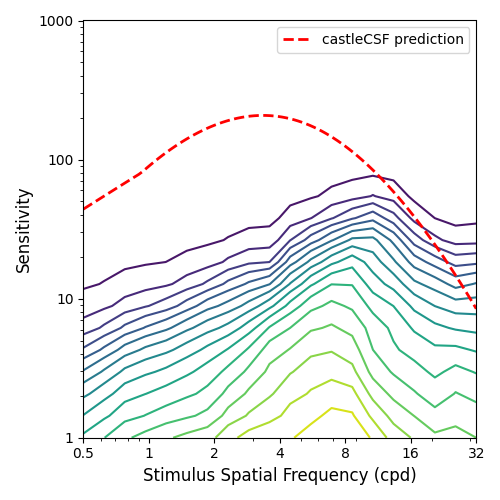 1000
castleCSF prediction
100
Sensitivity
10
1
0.5 1 2 4 8 16 32
Stimulus Spatial Frequency (cpd)